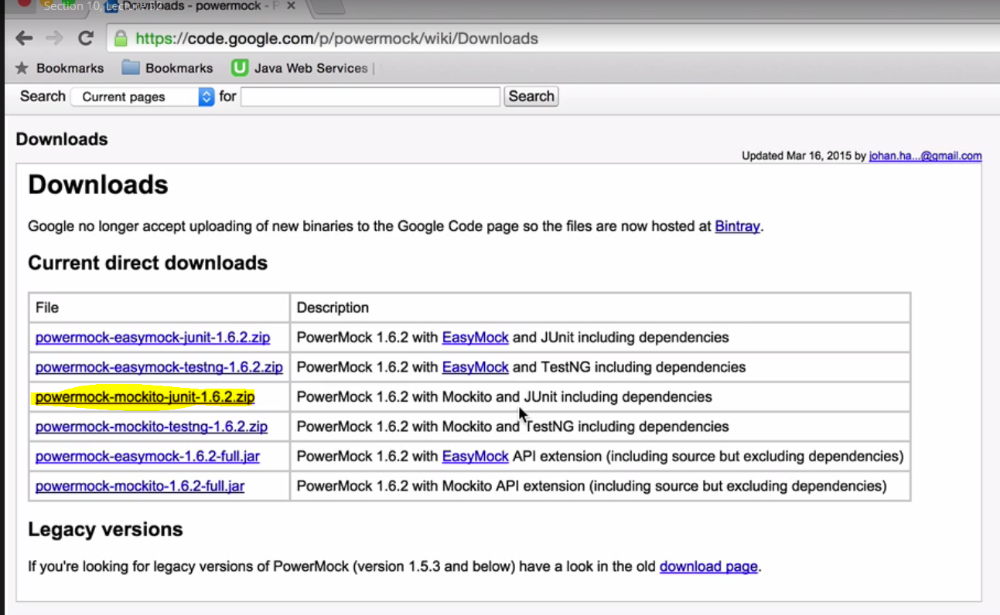 Section 10, Lecture 52
Downloads - powermock - P
https://code.google.com/p/powermock/wiki/Downloads
Bookmarks Bookmarks Java Web Services |
Search Current pages for Search
Downloads
Updated Mar 16, 2015 by johan.ha...@gmail.com
Downloads
Google no longer accept uploading of new binaries to the Google Code page so the files are now hosted at Bintray.
Current direct downloads
File Description
powermock-easymock-junit-1.6.2.zip PowerMock 1.6.2 with EasyMock and JUnit including dependencies
powermock-easymock-testng-1.6.2.zip PowerMock 1.6.2 with EasyMock and TestNG including dependencies
powermock-mockito-junit-1.6.2.zip PowerMock 1.6.2 with Mockito and JUnit including dependencies
powermock-mockito-testng-1.6.2.zip PowerMock 1.6.2 with Mockito and TestNG including dependencies
powermock-easymock-1.6.2-full.jar PowerMock 1.6.2 with EasyMock API extension (including source but excluding dependencies)
powermock-mockito-1.6.2-full.jar PowerMock 1.6.2 with Mockito API extension (including source but excluding dependencies)
Legacy versions
If you're looking for legacy versions of PowerMock (version 1.5.3 and below) have a look in the old download page.